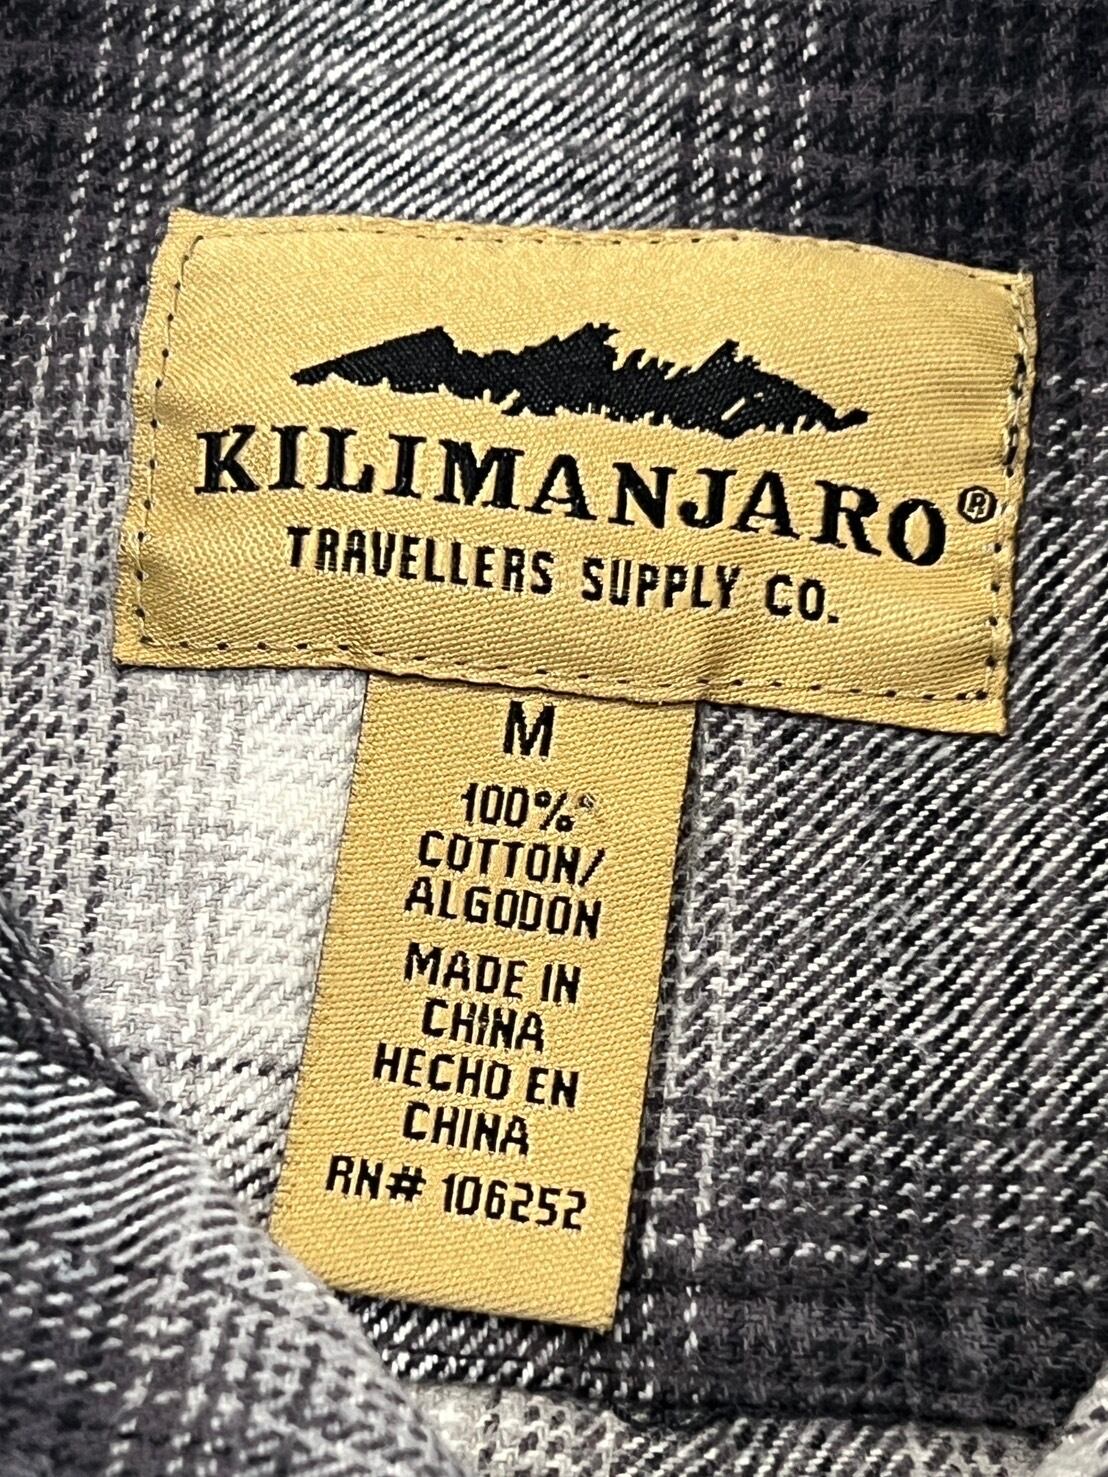 KILIMANJARO®
TRAVELLERS SUPPLY CO.
M
100%
COTTON/
ALGODON
MADE IN
CHINA
HECHO EN
CHINA
RN# 106252